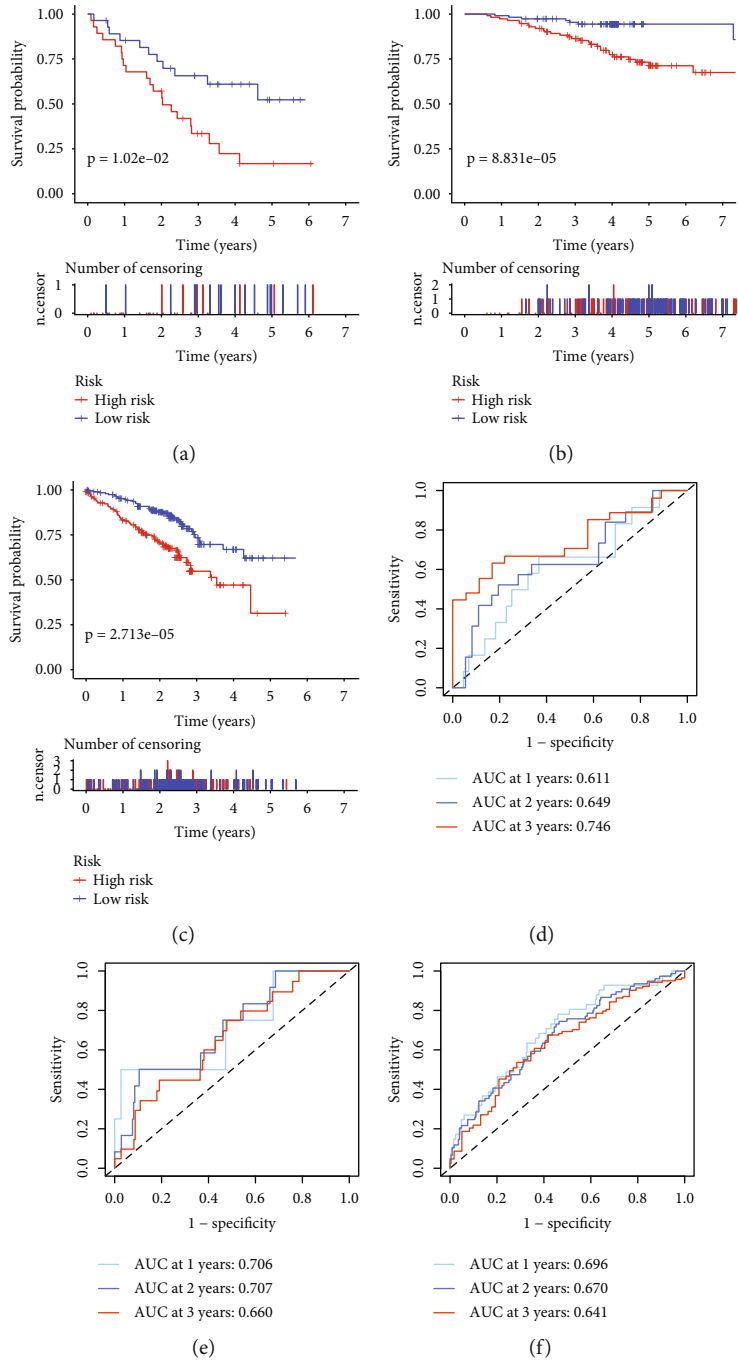 1.00
0.75
0.50
0.25
0.00
Survival probability
p = 1.02e–02
0 1 2 3 4 5 6 7
Time (years)
Number of censoring
n.censor
1
0
0 1 2 3 4 5 6 7
Time (years)
Risk
High risk
Low risk
(a)
1.00
0.75
0.50
0.25
0.00
Survival probability
p = 8.831e–05
0 1 2 3 4 5 6 7
Time (years)
Number of censoring
n.censor
2
1
0
0 1 2 3 4 5 6 7
Time (years)
Risk
High risk
Low risk
(b)
1.00
0.75
0.50
0.25
0.00
Survival probability
p = 2.713e–05
0 1 2 3 4 5 6 7
Time (years)
Number of censoring
n.censor
3
2
1
0
0 1 2 3 4 5 6 7
Time (years)
Risk
High risk
Low risk
(c)
1.0
0.8
0.6
0.4
0.2
0.0
Sensitivity
0.0 0.2 0.4 0.6 0.8 1.0
1 – specificity
AUC at 1 years: 0.611
AUC at 2 years: 0.649
AUC at 3 years: 0.746
(d)
1.0
0.8
0.6
0.4
0.2
0.0
Sensitivity
0.0 0.2 0.4 0.6 0.8 1.0
1 – specificity
AUC at 1 years: 0.706
AUC at 2 years: 0.707
AUC at 3 years: 0.660
(e)
1.0
0.8
0.6
0.4
0.2
0.0
Sensitivity
0.0 0.2 0.4 0.6 0.8 1.0
1 – specificity
AUC at 1 years: 0.696
AUC at 2 years: 0.670
AUC at 3 years: 0.641
(f)